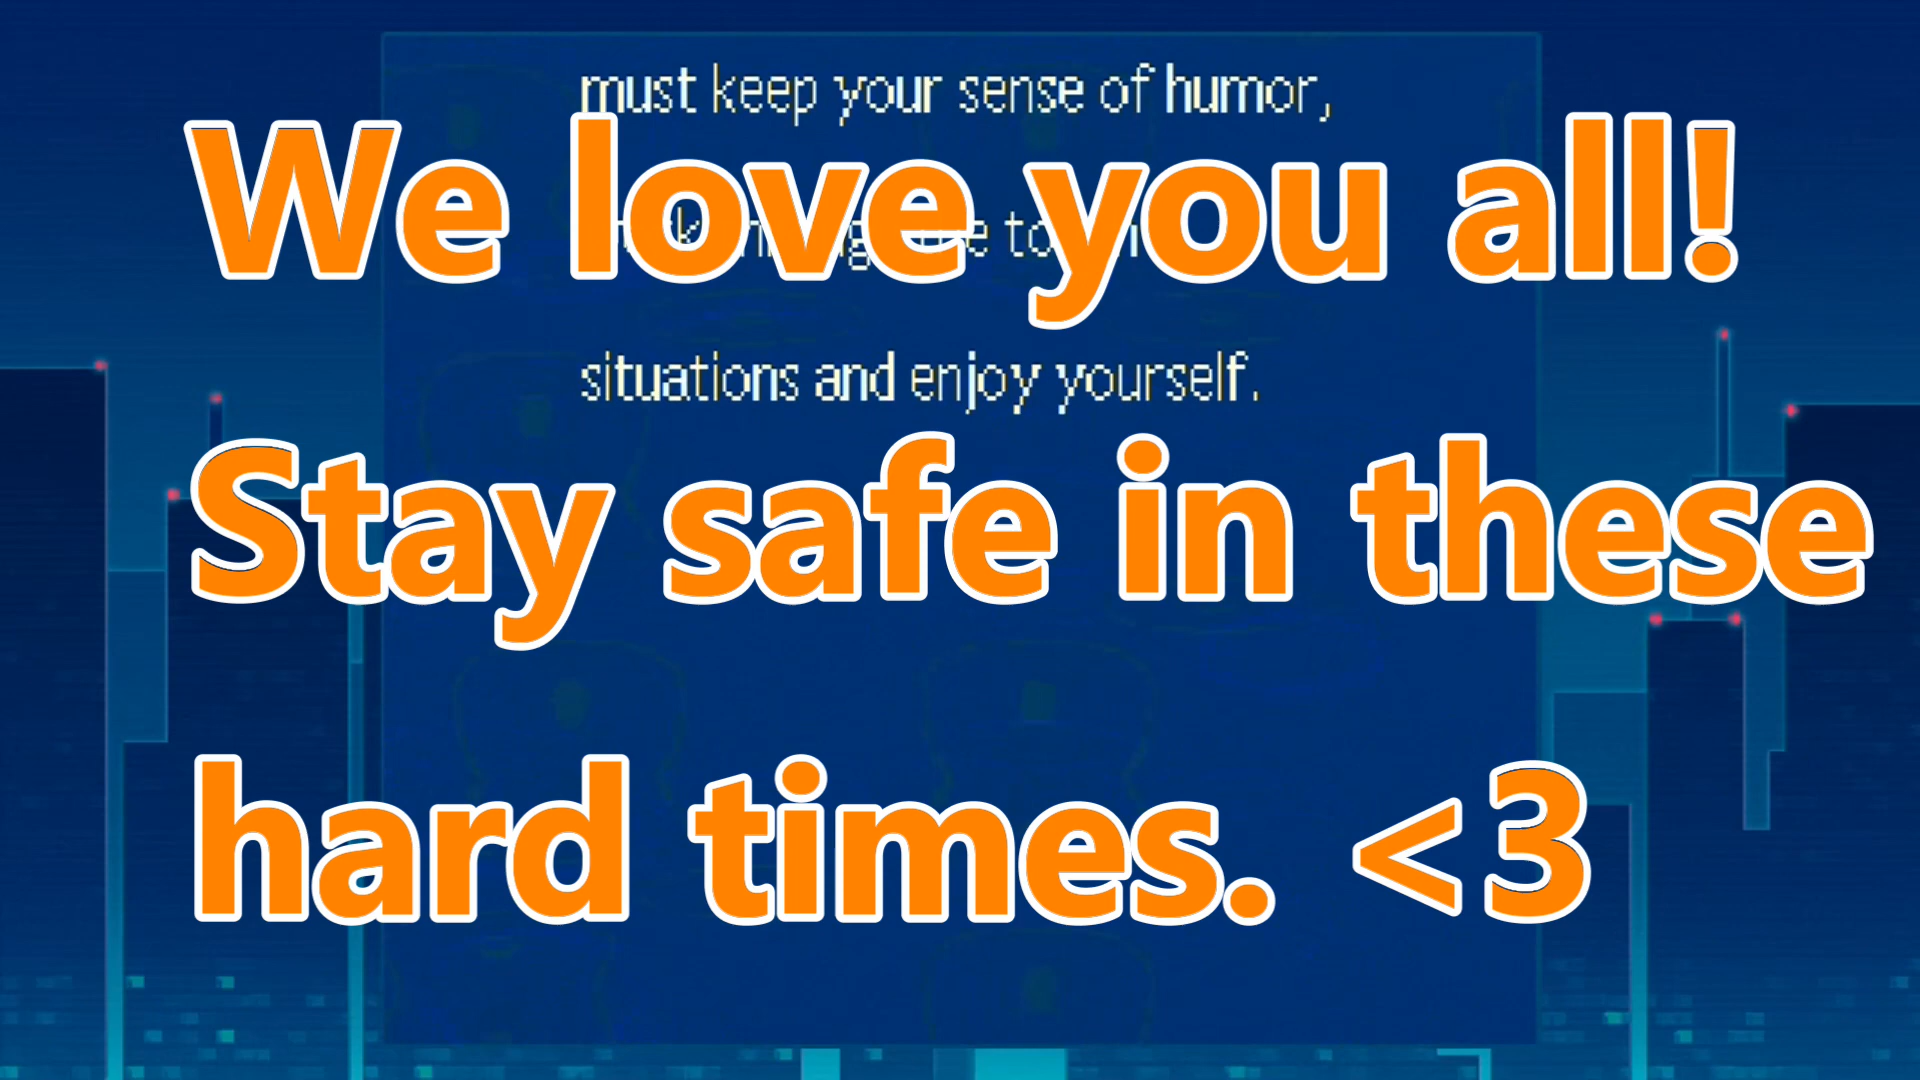 must keep your sense of humor,
We love you all!
to
situations and enjoy yourself.
Stay safe in these
hard times. <3